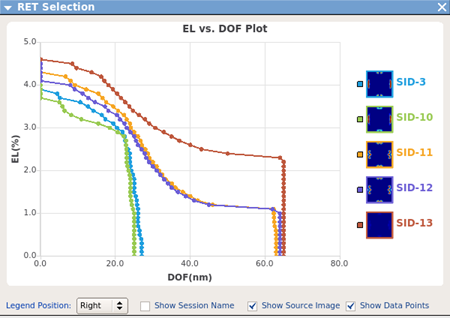 RET Selection
EL vs. DOF Plot
5.0
4.0
3.0
2.0
1.0
0.0
EL(%)
0.0 20.0 40.0 60.0 80.0
DOF(nm)
SID-3
SID-10
SID-11
SID-12
SID-13
Legend Position: Right Show Session Name Show Source Image Show Data Points